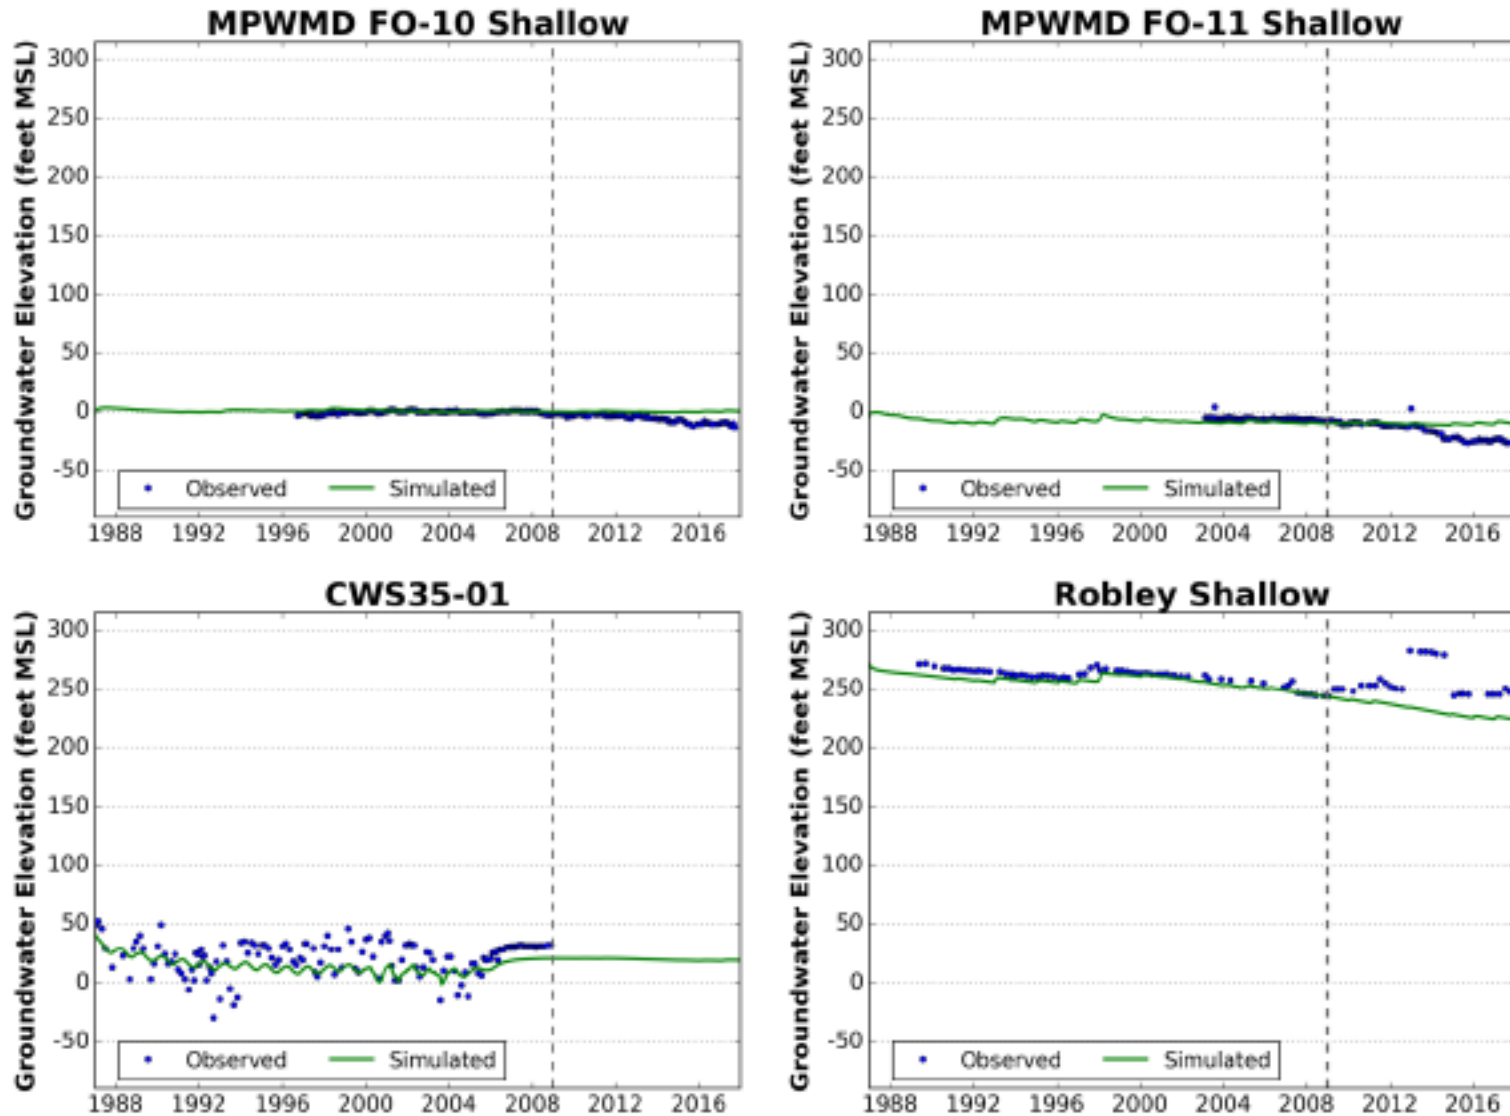 MPWMD FO-10 Shallow
Groundwater Elevation (feet MSL)
300
250
200
150
100
50
0
-50
Observed Simulated
1988 1992 1996 2000 2004 2008 2012 2016
MPWMD FO-11 Shallow
Groundwater Elevation (feet MSL)
300
250
200
150
100
50
0
-50
Observed Simulated
1988 1992 1996 2000 2004 2008 2012 2016
CWS35-01
Groundwater Elevation (feet MSL)
300
250
200
150
100
50
0
-50
Observed Simulated
1988 1992 1996 2000 2004 2008 2012 2016
Robley Shallow
Groundwater Elevation (feet MSL)
300
250
200
150
100
50
0
-50
Observed Simulated
1988 1992 1996 2000 2004 2008 2012 2016